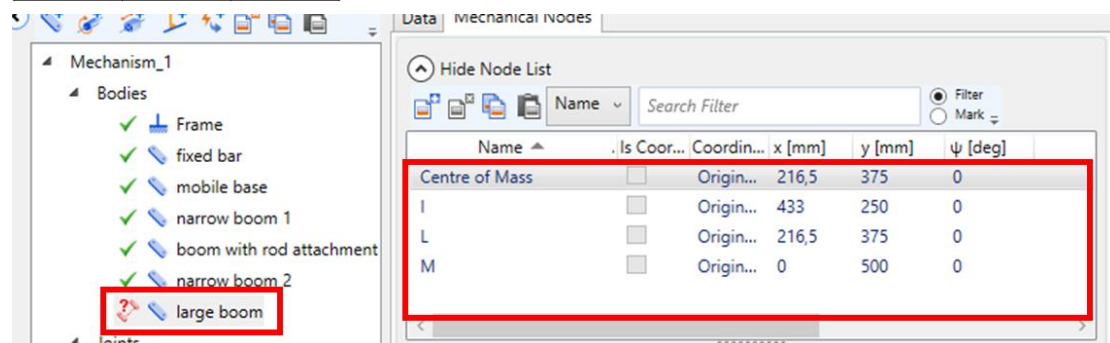 Data Mechanical Nodes
Mechanism_1
Bodies
Frame
fixed bar
mobile base
narrow boom 1
boom with rod attachment
narrow boom 2
large boom
Joints
Hide Node List
Name Search Filter Filter
Mark
Name . Is Coor... Coordin... x [mm] y [mm] ψ [deg]
Centre of Mass Origin... 216,5 375 0
I Origin... 433 250 0
L Origin... 216,5 375 0
M Origin... 0 500 0